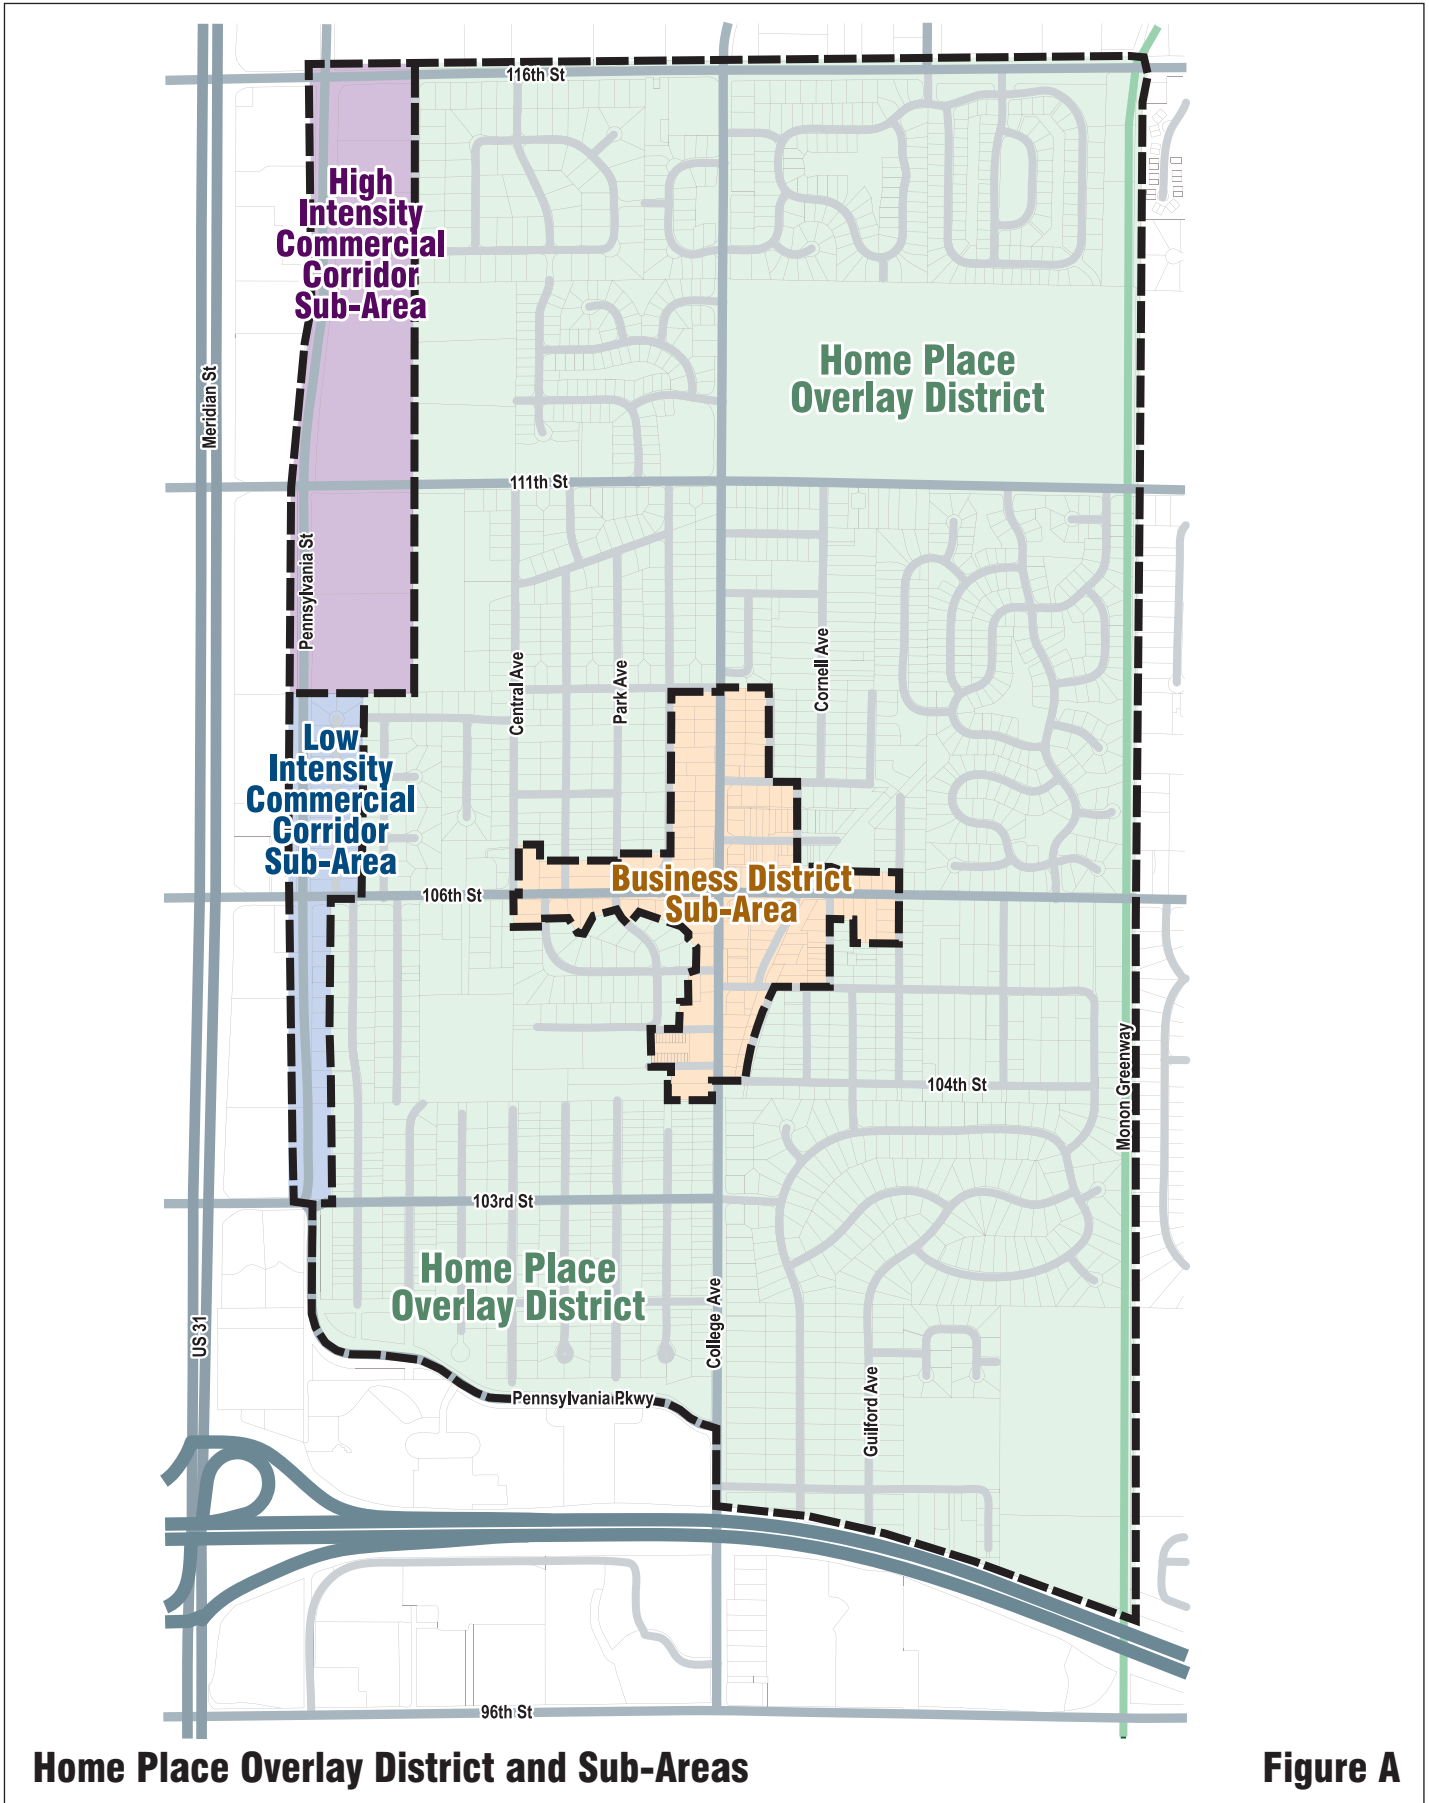 116th St
High
Intensity
Commercial
Corridor
Sub-Area
Home Place
Overlay District
Meridian St
111th St
Pennsylvania St
Central Ave
Park Ave
Cornell Ave
Low
Intensity
Commercial
Corridor
Sub-Area
Business District
Sub-Area
106th St
104th St
Monon Greenway
103rd St
Home Place
Overlay District
US 31
College Ave
Guilford Ave
Pennsylvania Pkwy
96th St
Home Place Overlay District and Sub-Areas
Figure A